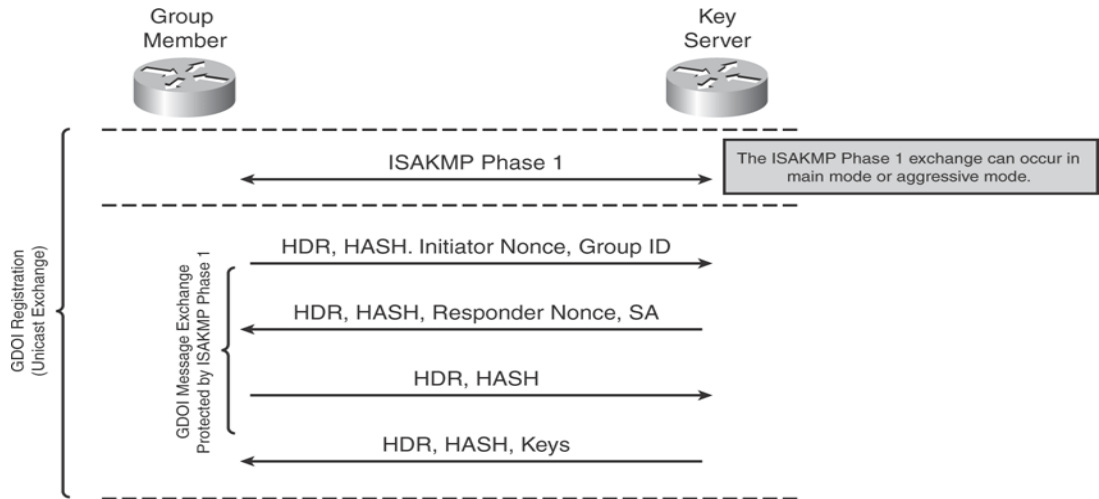 Group
Member
Key
Server
ISAKMP Phase 1
The ISAKMP Phase 1 exchange can occur in
main mode or aggressive mode.
GDOI Registration
(Unicast Exchange)
GDOI Message Exchange
Protected by ISAKMP Phase 1
HDR, HASH. Initiator Nonce, Group ID
HDR, HASH, Responder Nonce, SA
HDR, HASH
HDR, HASH, Keys